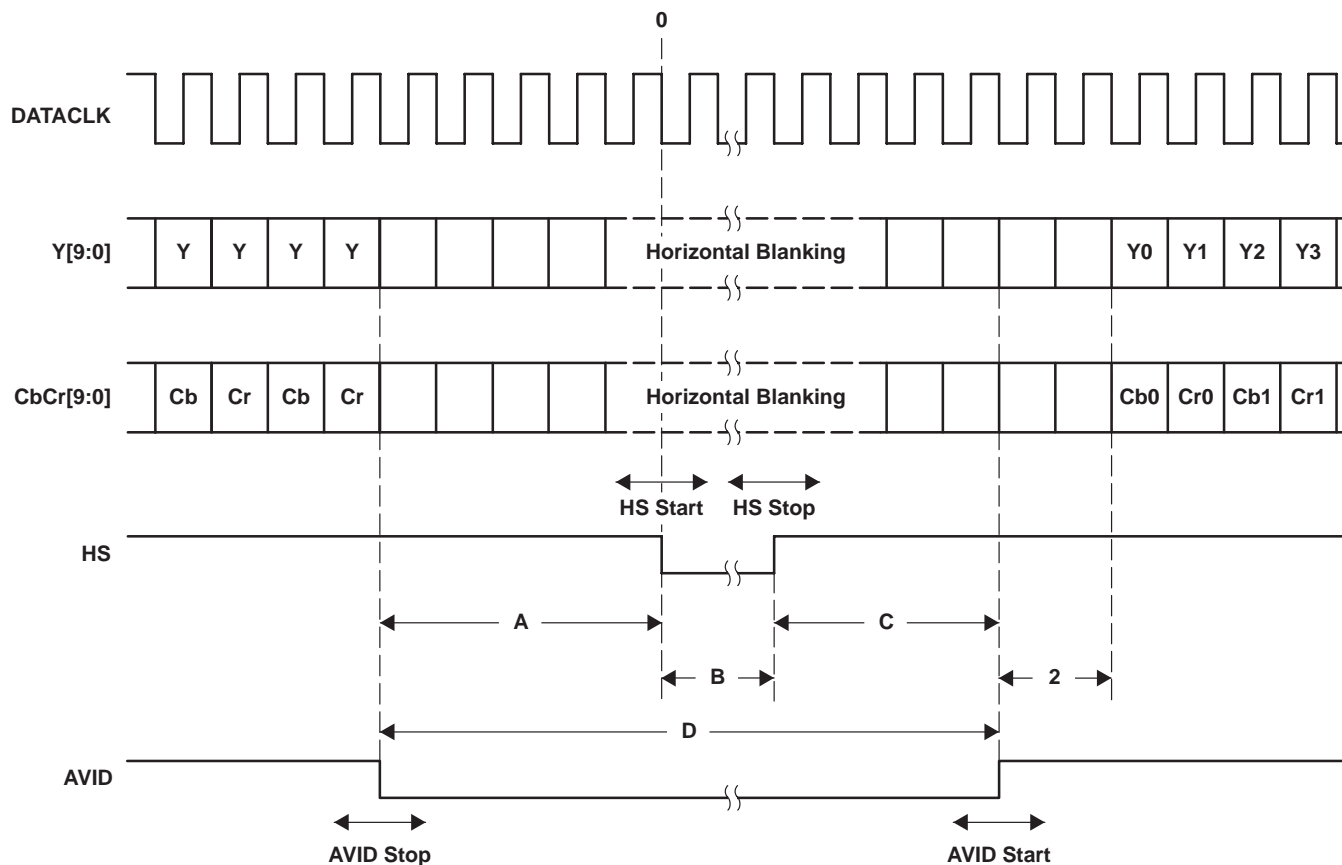 0
DATACLK
Y[9:0] Y Y Y Y Horizontal Blanking Y0 Y1 Y2 Y3
CbCr[9:0] Cb Cr Cb Cr Horizontal Blanking Cb0 Cr0 Cb1 Cr1
HS Start HS Stop
HS
A C
B 2
D
AVID
AVID Stop AVID Start